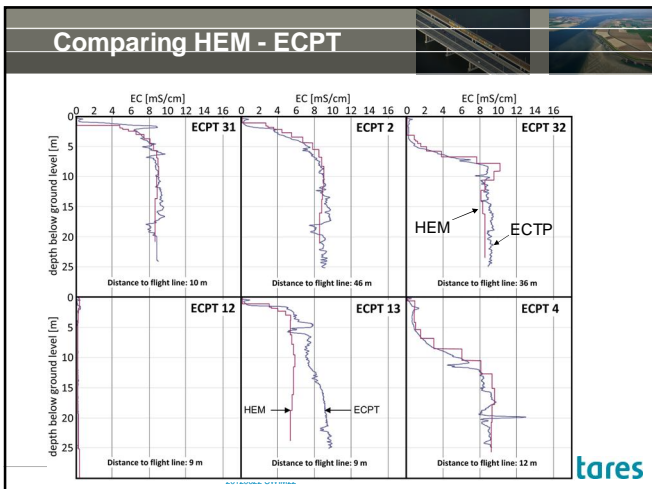 Comparing HEM - ECPT
EC [mS/cm] EC [mS/cm] EC [mS/cm]
0 2 4 6 8 10 12 14 16 0 2 4 6 8 10 12 14 16 0 2 4 6 8 10 12 14 16
0 ECPT 31 0 ECPT 2 0 ECPT 32
5
10
15
20
25
depth below ground level [m]
HEM ECTP
Distance to flight line: 10 m Distance to flight line: 46 m Distance to flight line: 36 m
0 ECPT 12 0 ECPT 13 0 ECPT 4
5
10
15
20
25
depth below ground level [m]
HEM ECPT
Distance to flight line: 9 m Distance to flight line: 9 m Distance to flight line: 12 m
tares